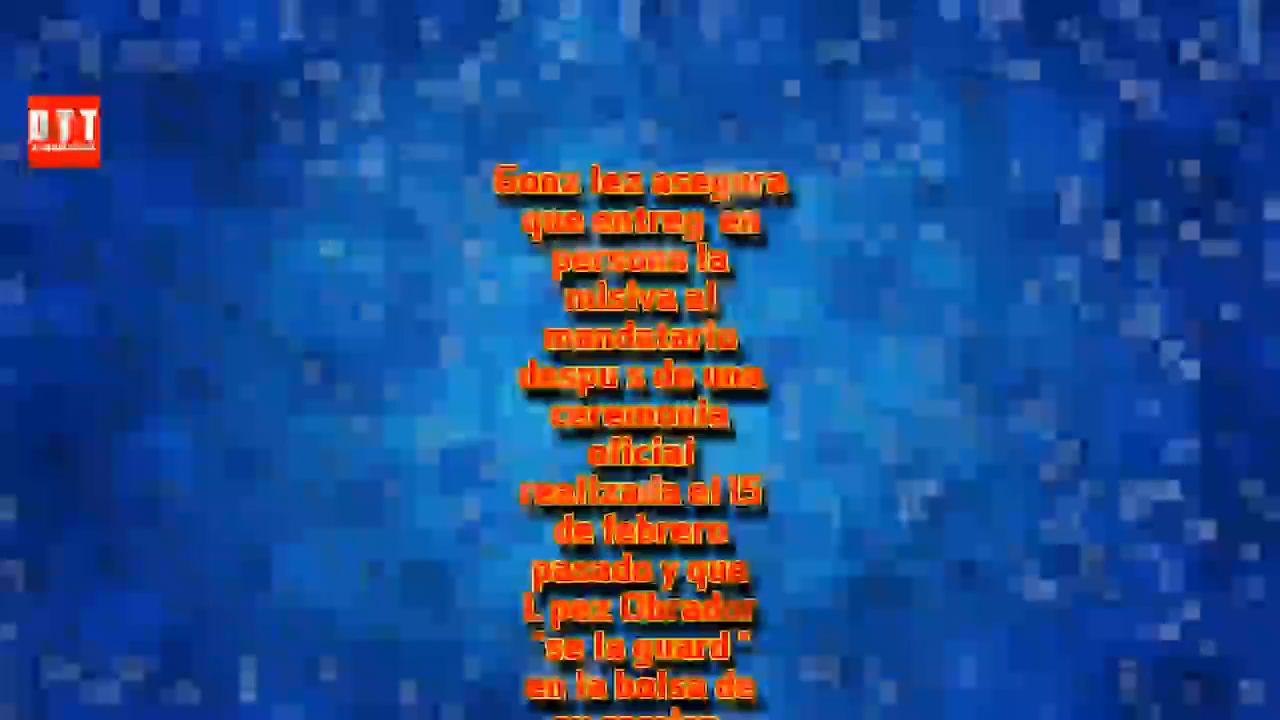 DTT
Gonz lez asegura
que entreg en
persona la
misiva al
mandatario
despu s de una
ceremonia
oficial
realizada el 15
de febrero
pasado y que
L pez Obrador
"se la guard "
en la bolsa de